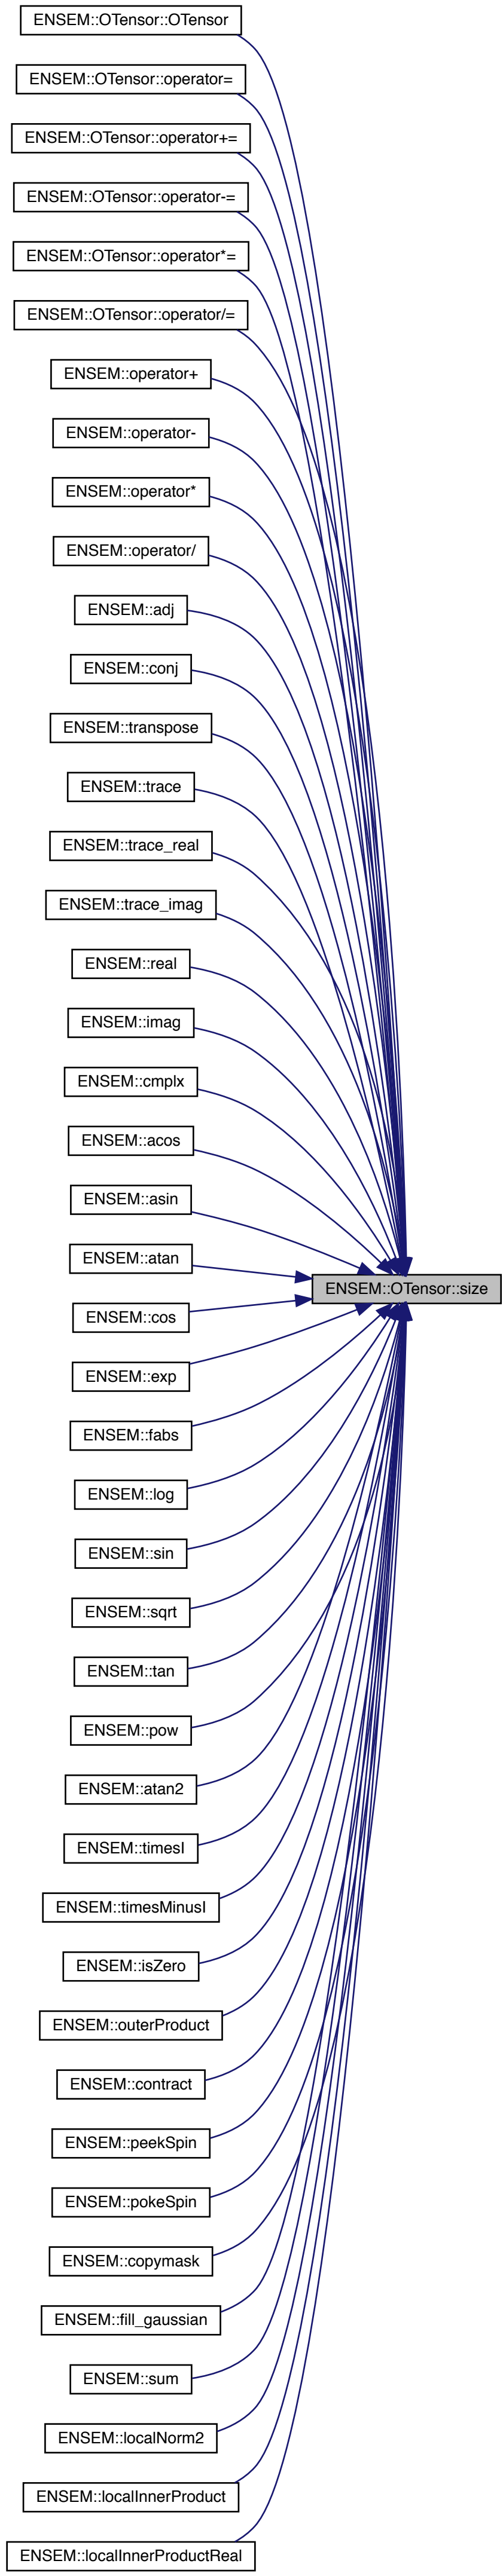 ENSEM::OTensor::OTensor
ENSEM::OTensor::operator=
ENSEM::OTensor::operator+=
ENSEM::OTensor::operator-=
ENSEM::OTensor::operator*=
ENSEM::OTensor::operator/=
ENSEM::operator+
ENSEM::operator-
ENSEM::operator*
ENSEM::operator/
ENSEM::adj
ENSEM::conj
ENSEM::transpose
ENSEM::trace
ENSEM::trace_real
ENSEM::trace_imag
ENSEM::real
ENSEM::imag
ENSEM::cmplx
ENSEM::acos
ENSEM::asin
ENSEM::atan
ENSEM::OTensor::size
ENSEM::cos
ENSEM::exp
ENSEM::fabs
ENSEM::log
ENSEM::sin
ENSEM::sqrt
ENSEM::tan
ENSEM::pow
ENSEM::atan2
ENSEM::timesI
ENSEM::timesMinusI
ENSEM::isZero
ENSEM::outerProduct
ENSEM::contract
ENSEM::peekSpin
ENSEM::pokeSpin
ENSEM::copymask
ENSEM::fill_gaussian
ENSEM::sum
ENSEM::localNorm2
ENSEM::localInnerProduct
ENSEM::localInnerProductReal